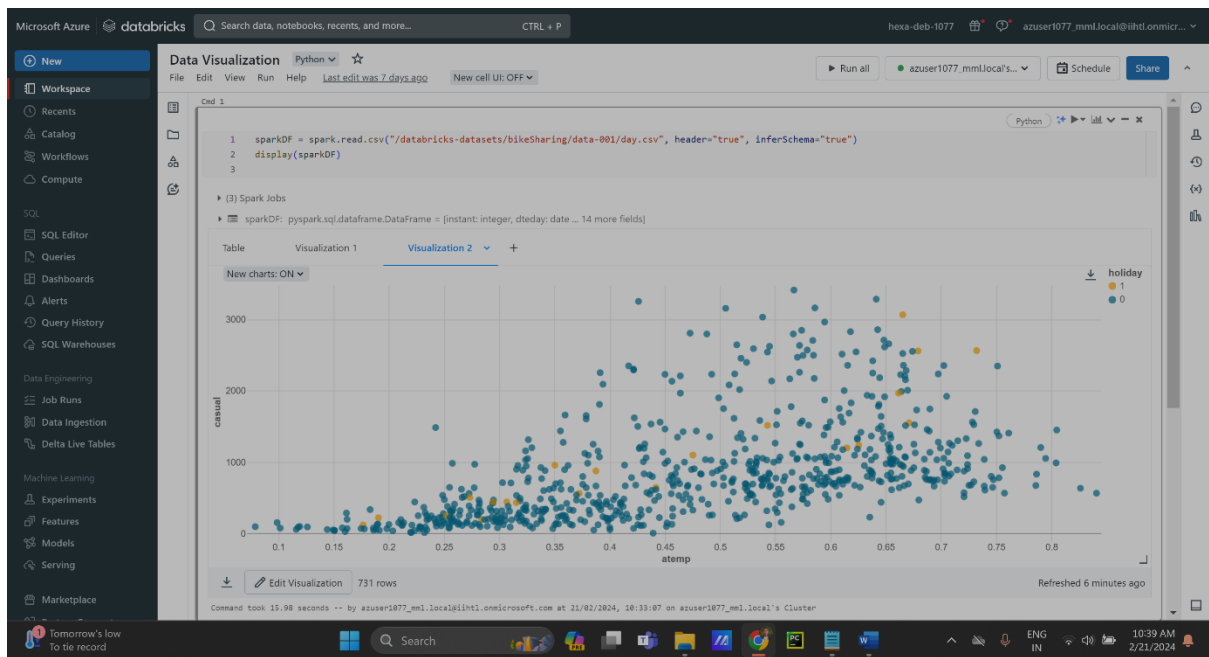 Microsoft Azure databricks Search data, notebooks, recents, and more... CTRL + P hexa-deb-1077 azuser1077_mml.local@iihtl.onmicr...
New
Workspace
Recents
Catalog
Workflows
Compute
SQL
SQL Editor
Queries
Dashboards
Alerts
Query History
SQL Warehouses
Data Engineering
Job Runs
Data Ingestion
Delta Live Tables
Machine Learning
Experiments
Features
Models
Serving
Marketplace
Data Visualization Python
File Edit View Run Help Last edit was 7 days ago New cell UI: OFF
Run all azuser1077_mml.local's... Schedule Share
Cmd 1
Python
1 sparkDF = spark.read.csv("/databricks-datasets/bikeSharing/data-001/day.csv", header="true", inferSchema="true")
2 display(sparkDF)
3
(3) Spark Jobs
sparkDF: pyspark.sql.dataframe.DataFrame = [instant: integer, dteday: date ... 14 more fields]
Table Visualization 1 Visualization 2 +
New charts: ON
holiday
1
0
3000
2000
1000
0
casual
0.1 0.15 0.2 0.25 0.3 0.35 0.4 0.45 0.5 0.55 0.6 0.65 0.7 0.75 0.8
atemp
Edit Visualization 731 rows Refreshed 6 minutes ago
Command took 15.98 seconds -- by azuser1077_mml.local@iihtl.onmicrosoft.com at 21/02/2024, 10:33:07 on azuser1077_mml.local's Cluster
1
Tomorrow's low
To tie record
Search
PRE
PC
W
ENG
IN
10:39 AM
2/21/2024